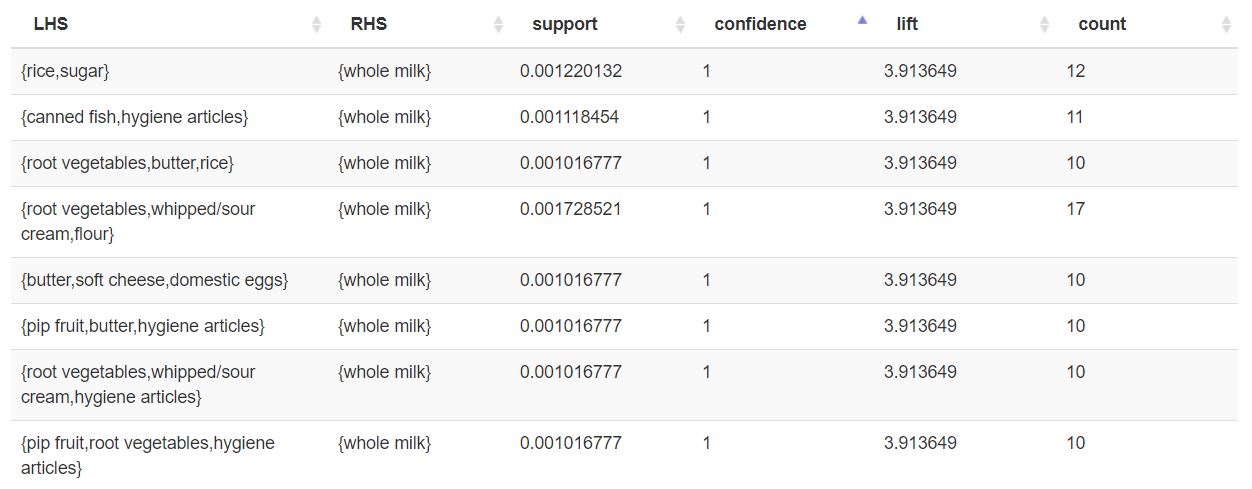 LHS RHS support confidence lift count
{rice,sugar} {whole milk} 0.001220132 1 3.913649 12
{canned fish,hygiene articles} {whole milk} 0.001118454 1 3.913649 11
{root vegetables,butter,rice} {whole milk} 0.001016777 1 3.913649 10
{root vegetables,whipped/sour {whole milk} 0.001728521 1 3.913649 17
cream,flour}
{butter,soft cheese,domestic eggs} {whole milk} 0.001016777 1 3.913649 10
{pip fruit,butter,hygiene articles} {whole milk} 0.001016777 1 3.913649 10
{root vegetables,whipped/sour {whole milk} 0.001016777 1 3.913649 10
cream,hygiene articles}
{pip fruit,root vegetables,hygiene {whole milk} 0.001016777 1 3.913649 10
articles}